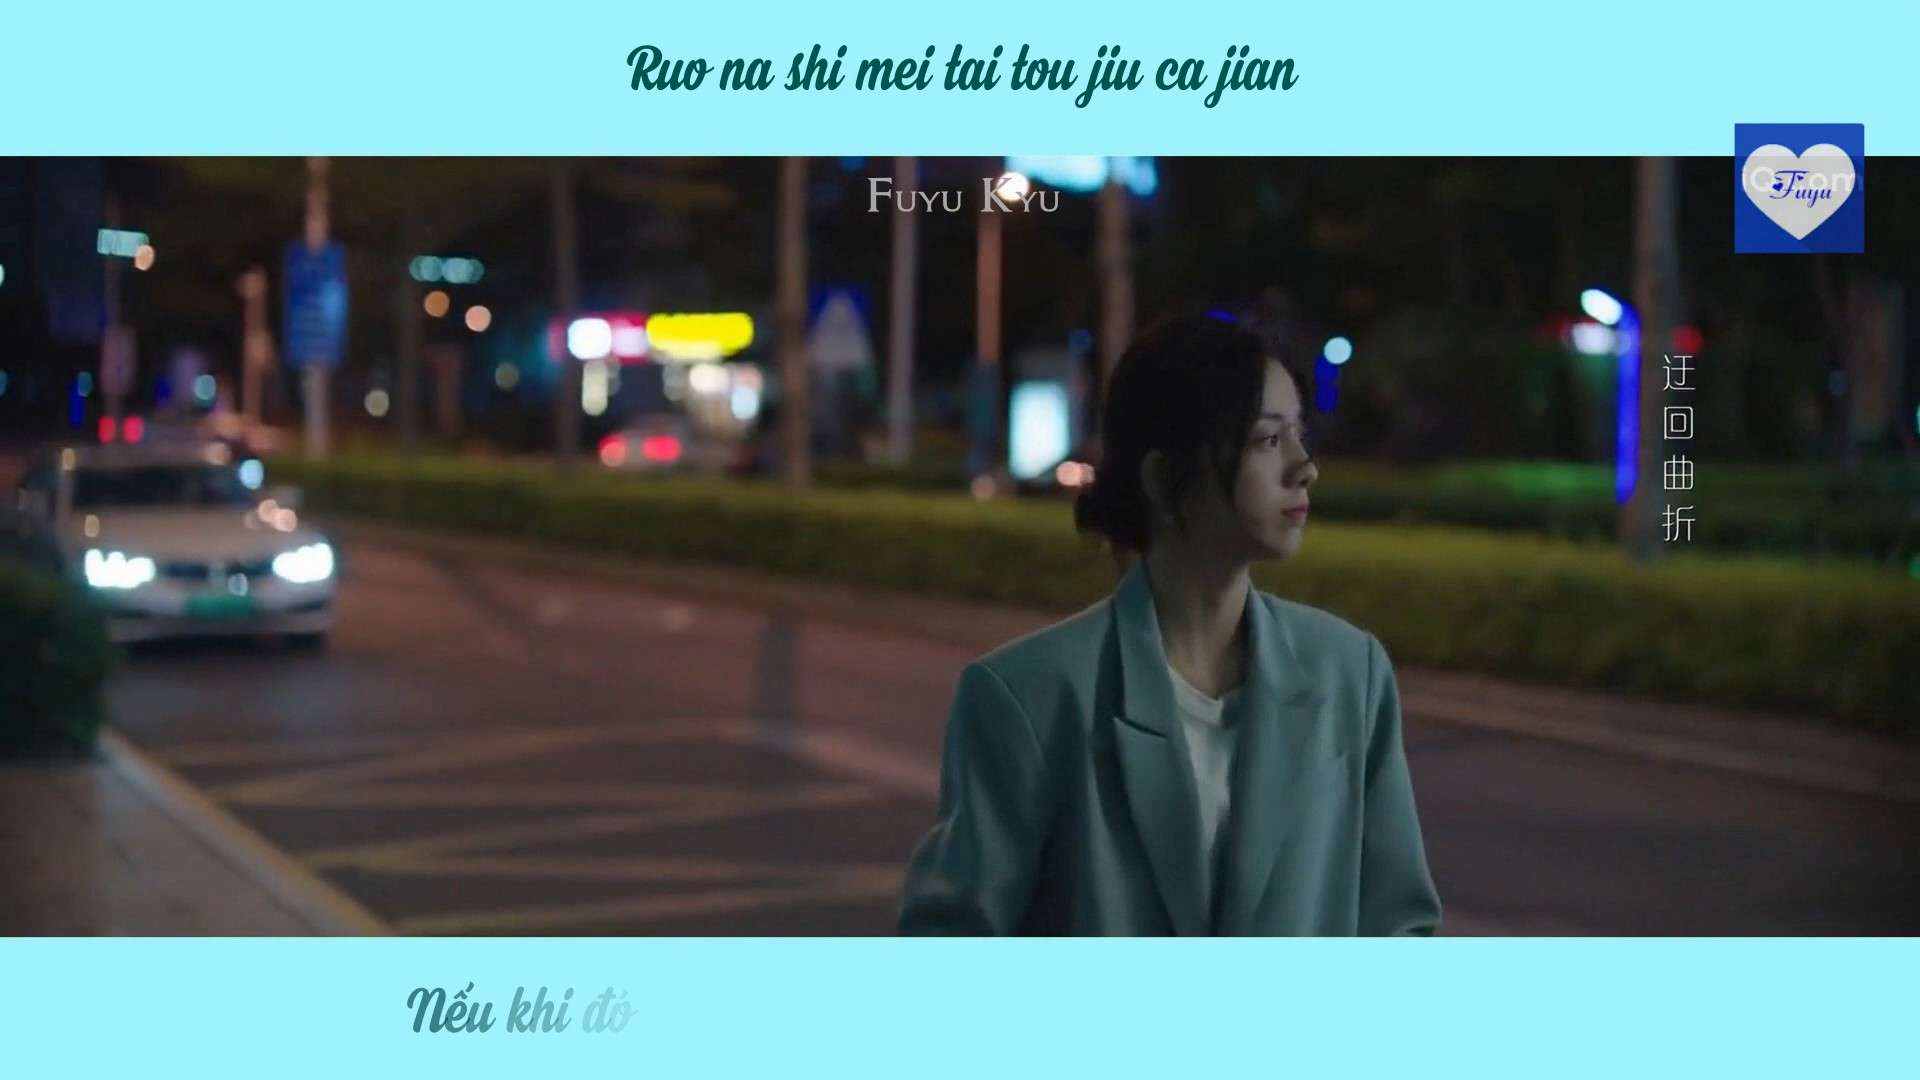 Ruo na shi mei tai tou jiu ca jian
Fuyu Kyu
Fuyu
迂回曲折
Nếu khi đó